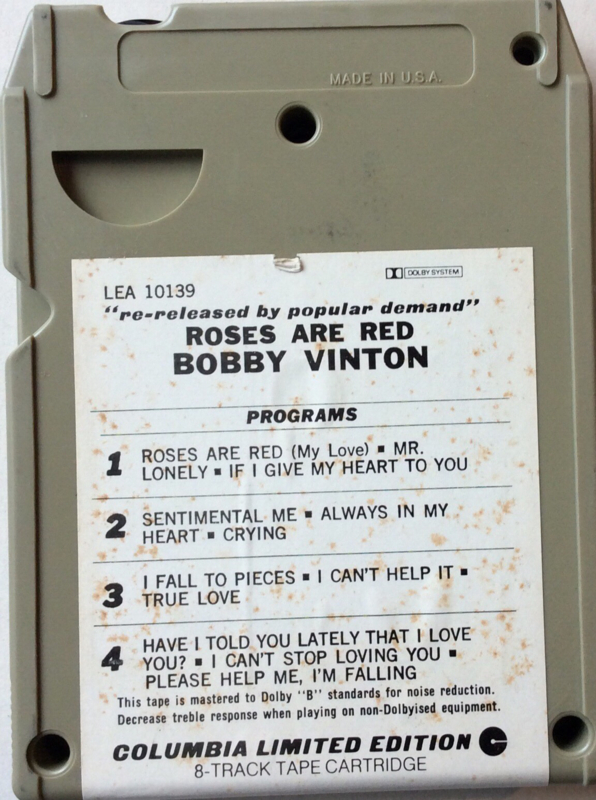 MADE IN U.S.A.
DOLBY SYSTEM
LEA 10139
"re-released by popular demand"
ROSES ARE RED
BOBBY VINTON
PROGRAMS
1 ROSES ARE RED (My Love) ▪ MR.
LONELY ▪ IF I GIVE MY HEART TO YOU
2 SENTIMENTAL ME ▪ ALWAYS IN MY
HEART ▪ CRYING
3 I FALL TO PIECES ▪ I CAN'T HELP IT ▪
TRUE LOVE
4 HAVE I TOLD YOU LATELY THAT I LOVE
YOU? ▪ I CAN'T STOP LOVING YOU ▪
PLEASE HELP ME, I'M FALLING
This tape is mastered to Dolby "B" standards for noise reduction.
Decrease treble response when playing on non-Dolbyised equipment.
COLUMBIA LIMITED EDITION
8-TRACK TAPE CARTRIDGE